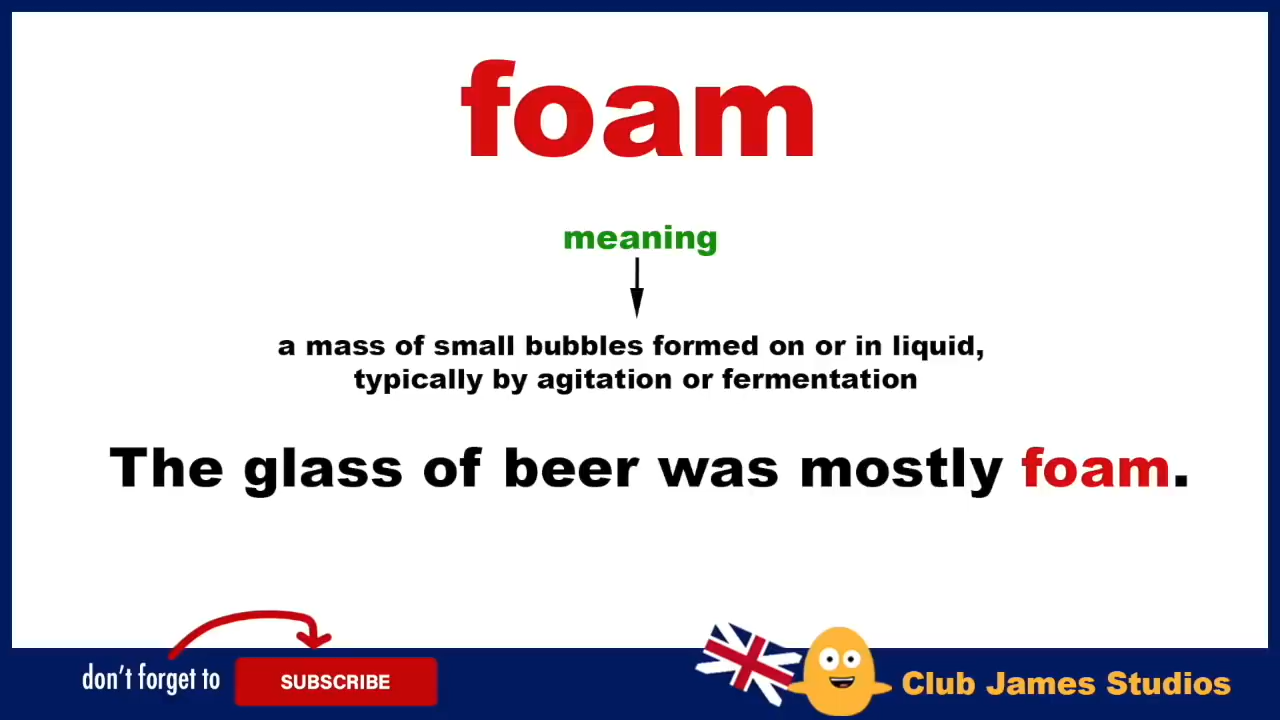 foam
meaning
a mass of small bubbles formed on or in liquid,
typically by agitation or fermentation
The glass of beer was mostly foam.
don't forget to SUBSCRIBE
Club James Studios